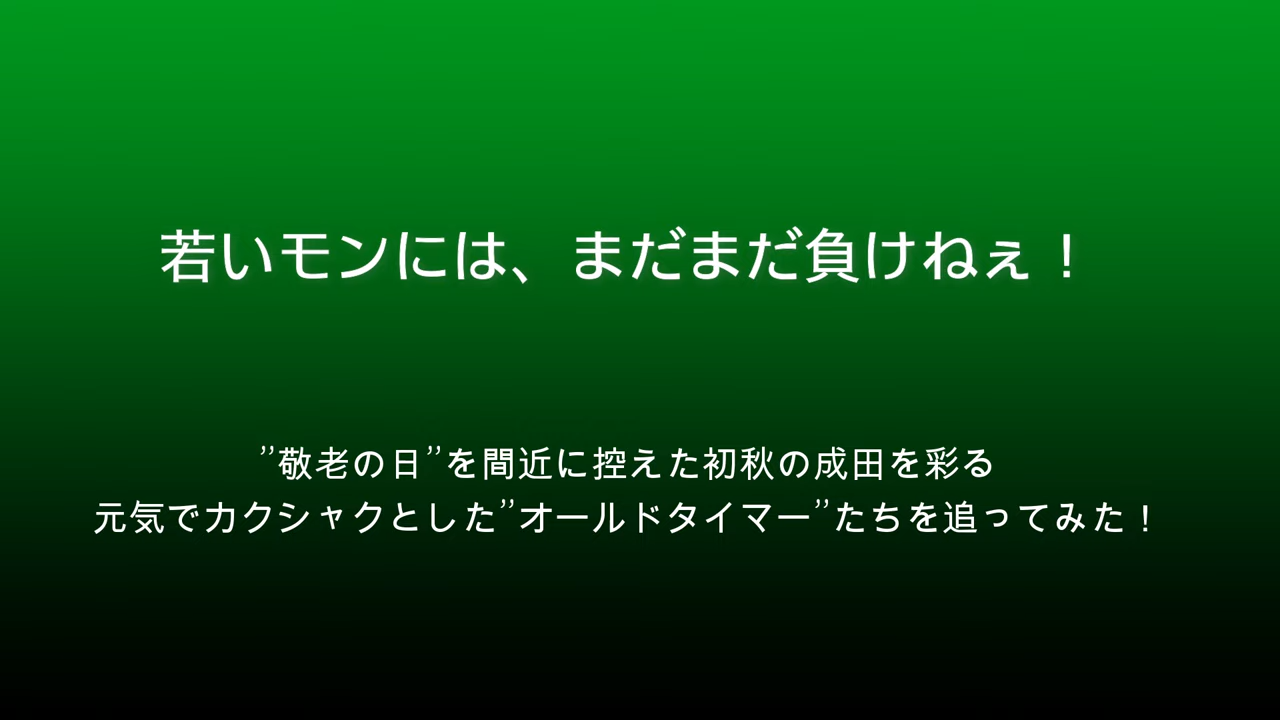 若いモンには、まだまだ負けねぇ！
”敬老の日”を間近に控えた初秋の成田を彩る
元気でカクシャクとした”オールドタイマー”たちを追ってみた！